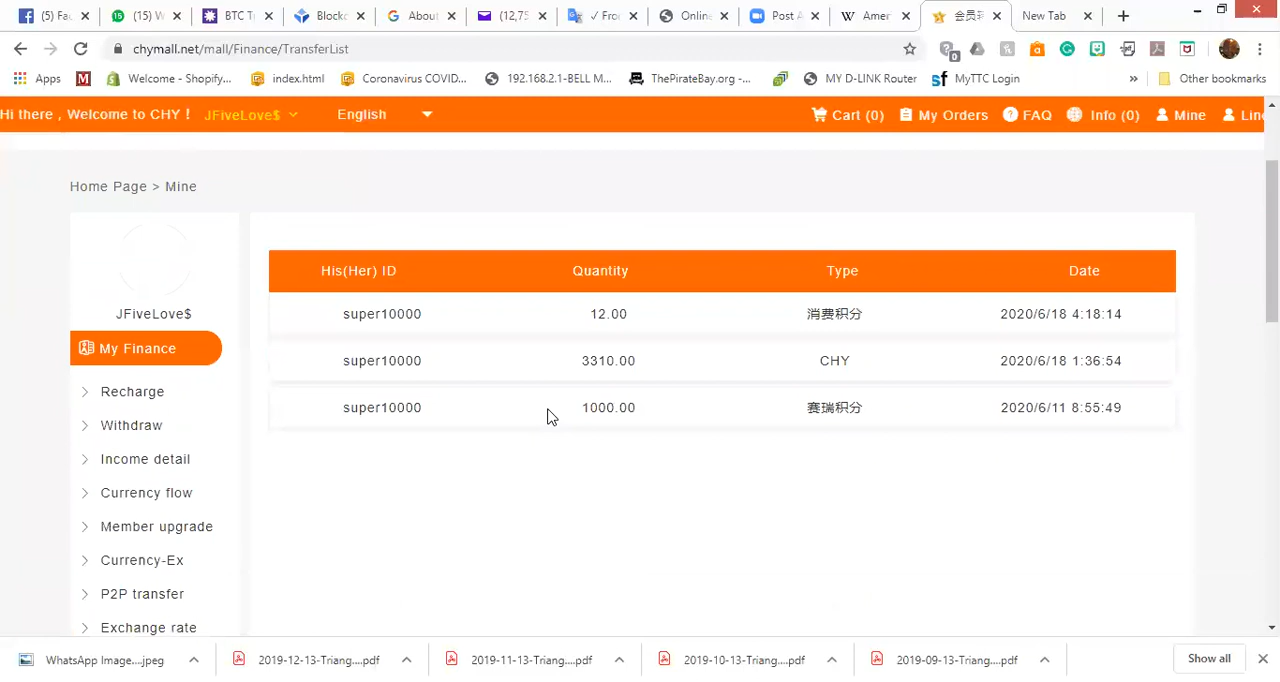 (5) Fa
(15) W
BTC T
Blockc
Abou
(12,75
✓ Fro
Onlin
Post A
Amer
会员
New Tab
chymall.net/mall/Finance/TransferList
Apps
Welcome - Shopify...
index.html
Coronavirus COVID...
192.168.2.1-BELL M...
ThePirateBay.org -...
MY D-LINK Router
MyTTC Login
»
Other bookmarks
Hi there , Welcome to CHY ! JFiveLove$ English Cart (0) My Orders FAQ Info (0) Mine Line
Home Page > Mine
JFiveLove$
My Finance
Recharge
Withdraw
Income detail
Currency flow
Member upgrade
Currency-Ex
P2P transfer
Exchange rate
His(Her) ID Quantity Type Date
super10000 12.00 消费积分 2020/6/18 4:18:14
super10000 3310.00 CHY 2020/6/18 1:36:54
super10000 1000.00 赛瑞积分 2020/6/11 8:55:49
WhatsApp Image....jpeg
2019-12-13-Triang....pdf
2019-11-13-Triang....pdf
2019-10-13-Triang....pdf
2019-09-13-Triang....pdf
Show all